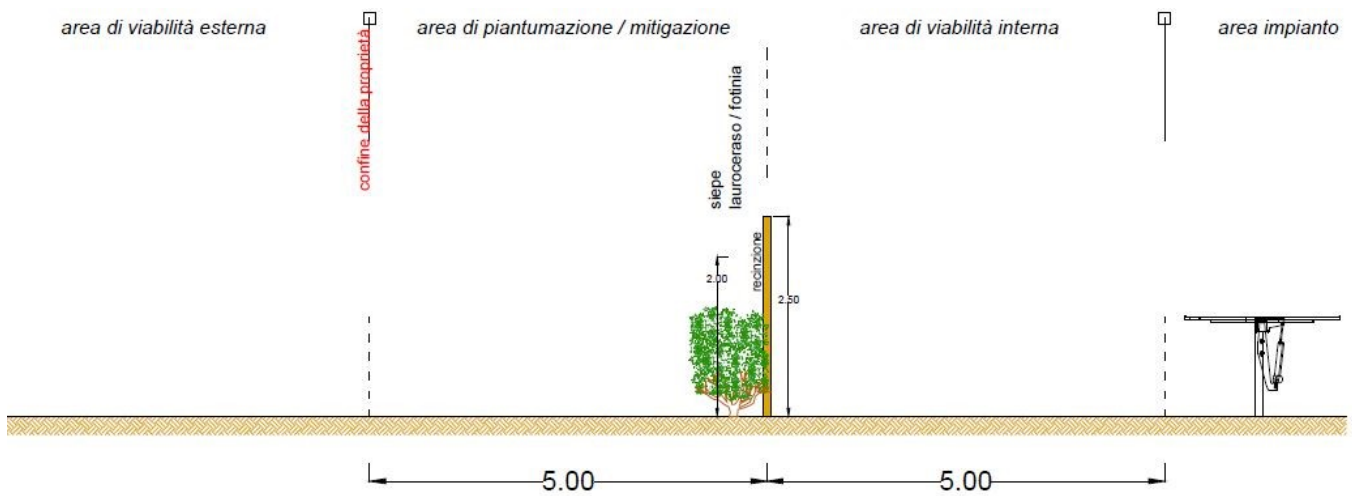 area di viabilità esterna
area di piantumazione / mitigazione
area di viabilità interna
area impianto
confine della proprietà
siepe
lauroceraso / fotinia
recinzione
2.00
2.50
5.00
5.00